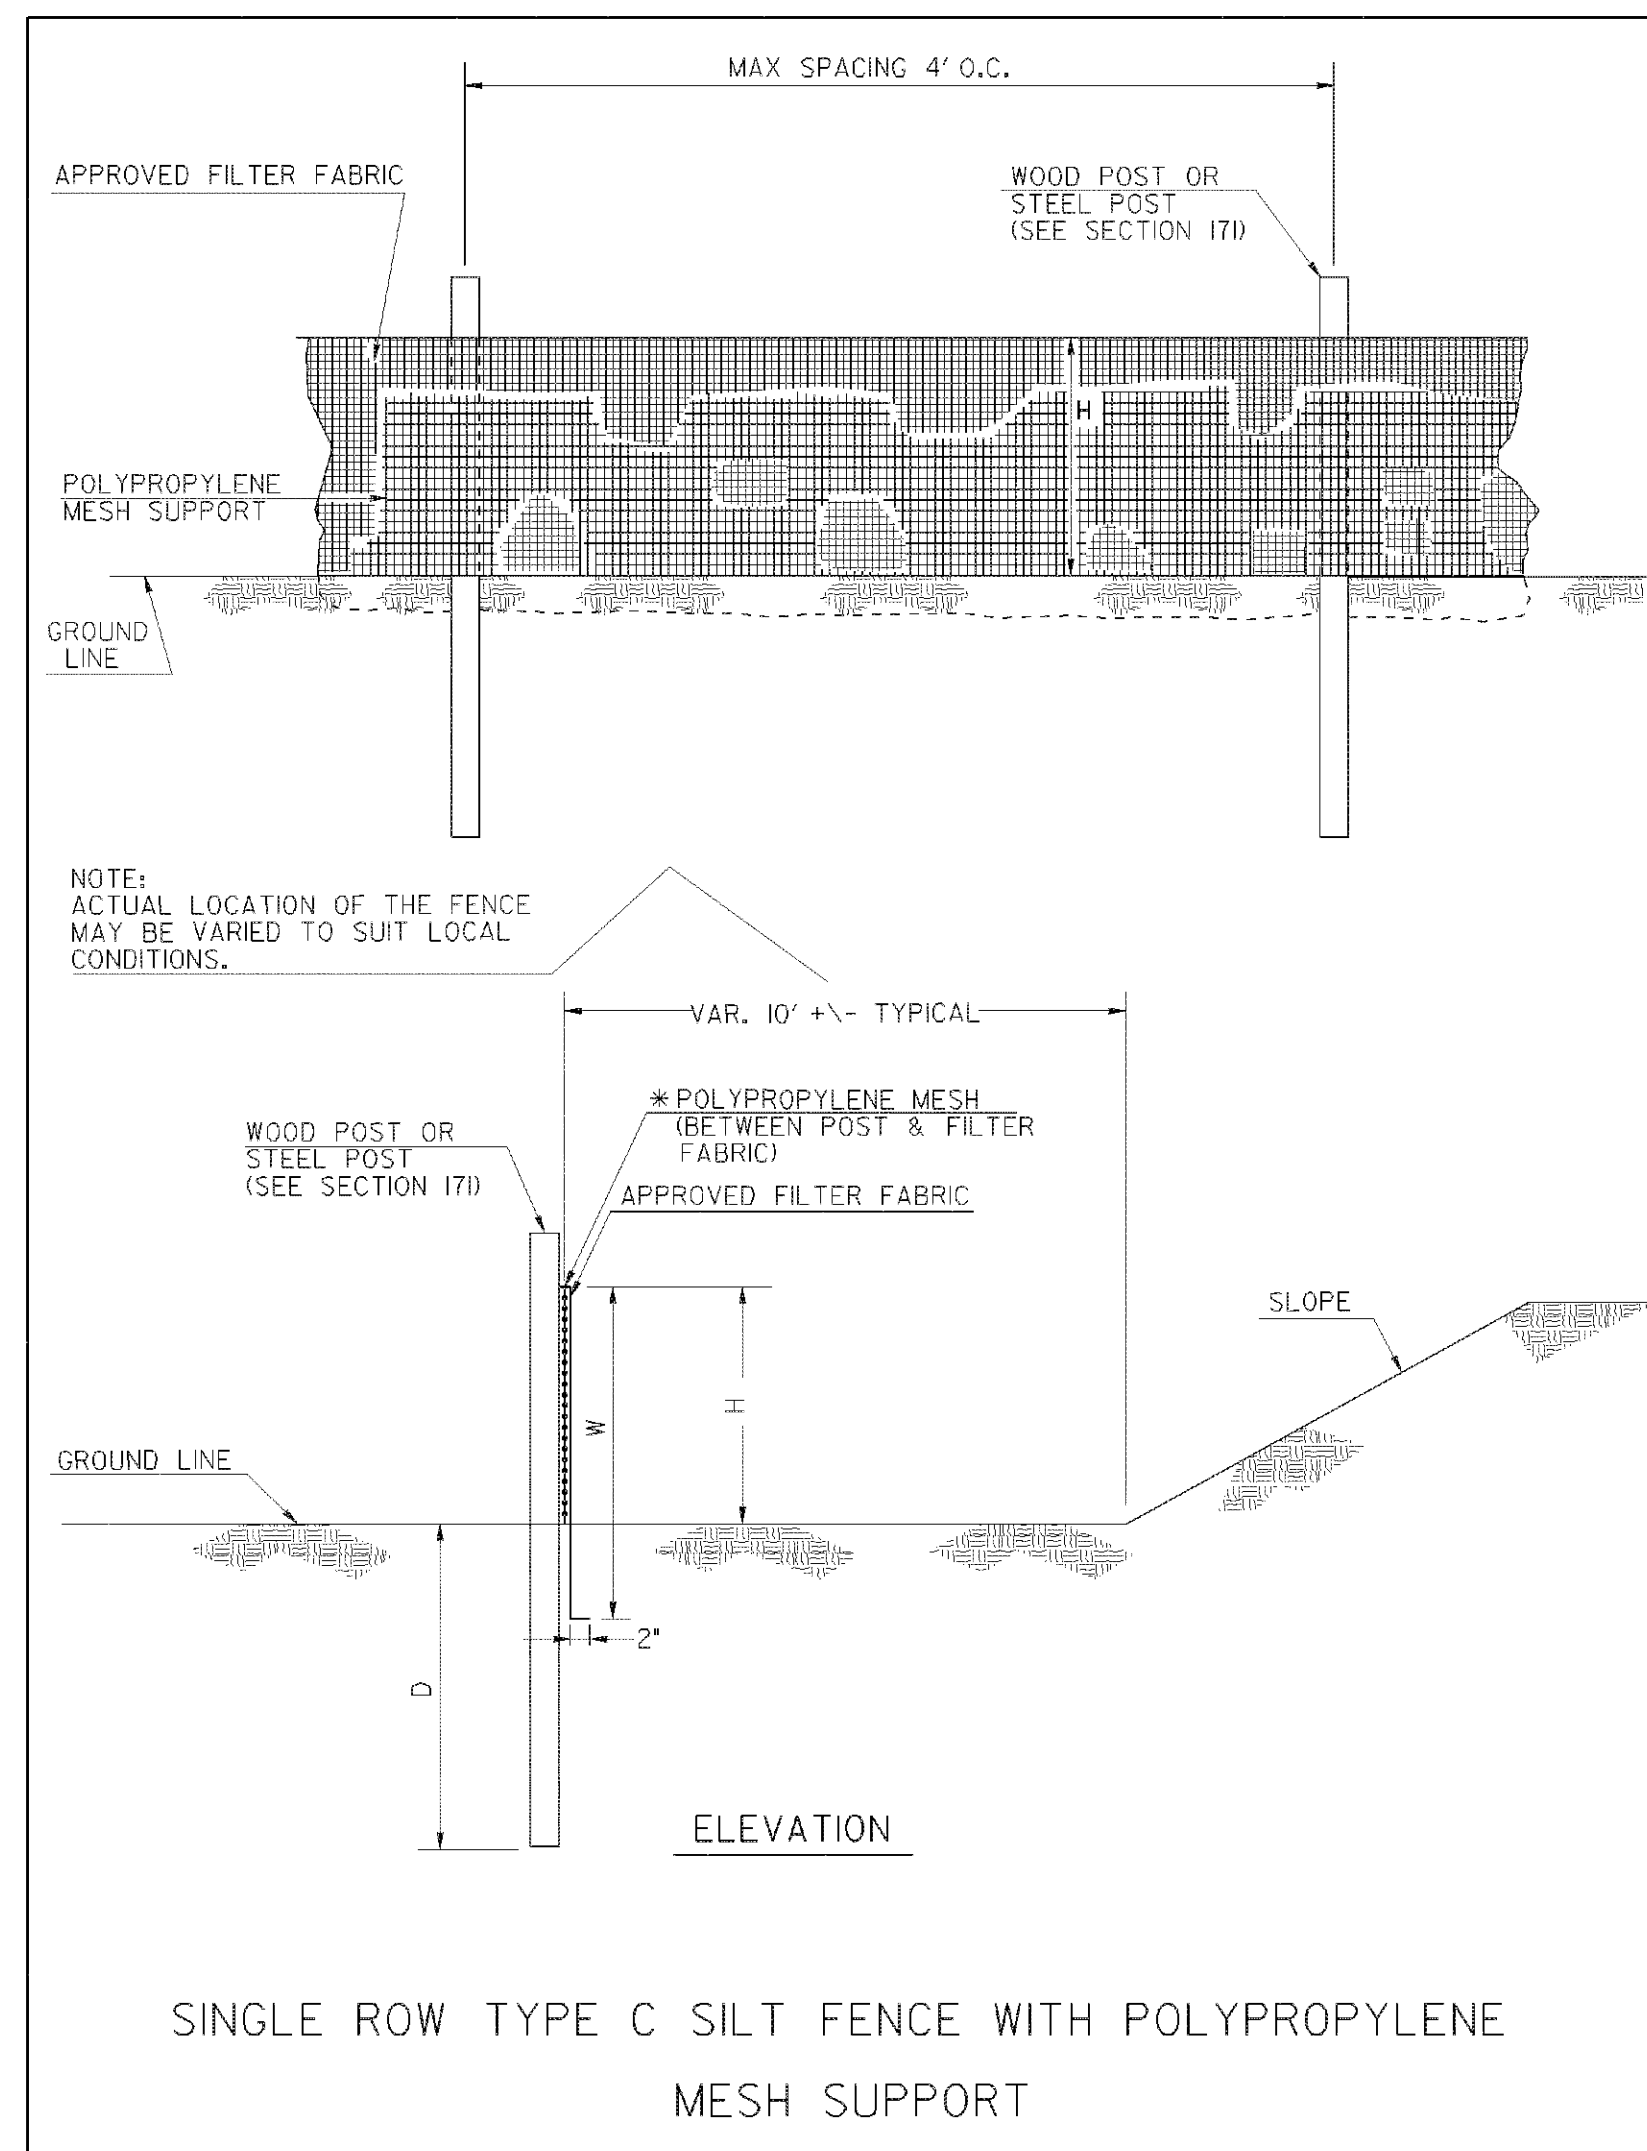 MAX SPACING 4' O.C.
APPROVED FILTER FABRIC
WOOD POST OR
STEEL POST
(SEE SECTION 171)
H
POLYPROPYLENE
MESH SUPPORT
GROUND
LINE
NOTE:
ACTUAL LOCATION OF THE FENCE
MAY BE VARIED TO SUIT LOCAL
CONDITIONS.
VAR. 10' +\- TYPICAL
* POLYPROPYLENE MESH
(BETWEEN POST & FILTER
FABRIC)
WOOD POST OR
STEEL POST
(SEE SECTION 171)
APPROVED FILTER FABRIC
SLOPE
H
W
GROUND LINE
2"
D
ELEVATION
SINGLE ROW TYPE C SILT FENCE WITH POLYPROPYLENE
MESH SUPPORT